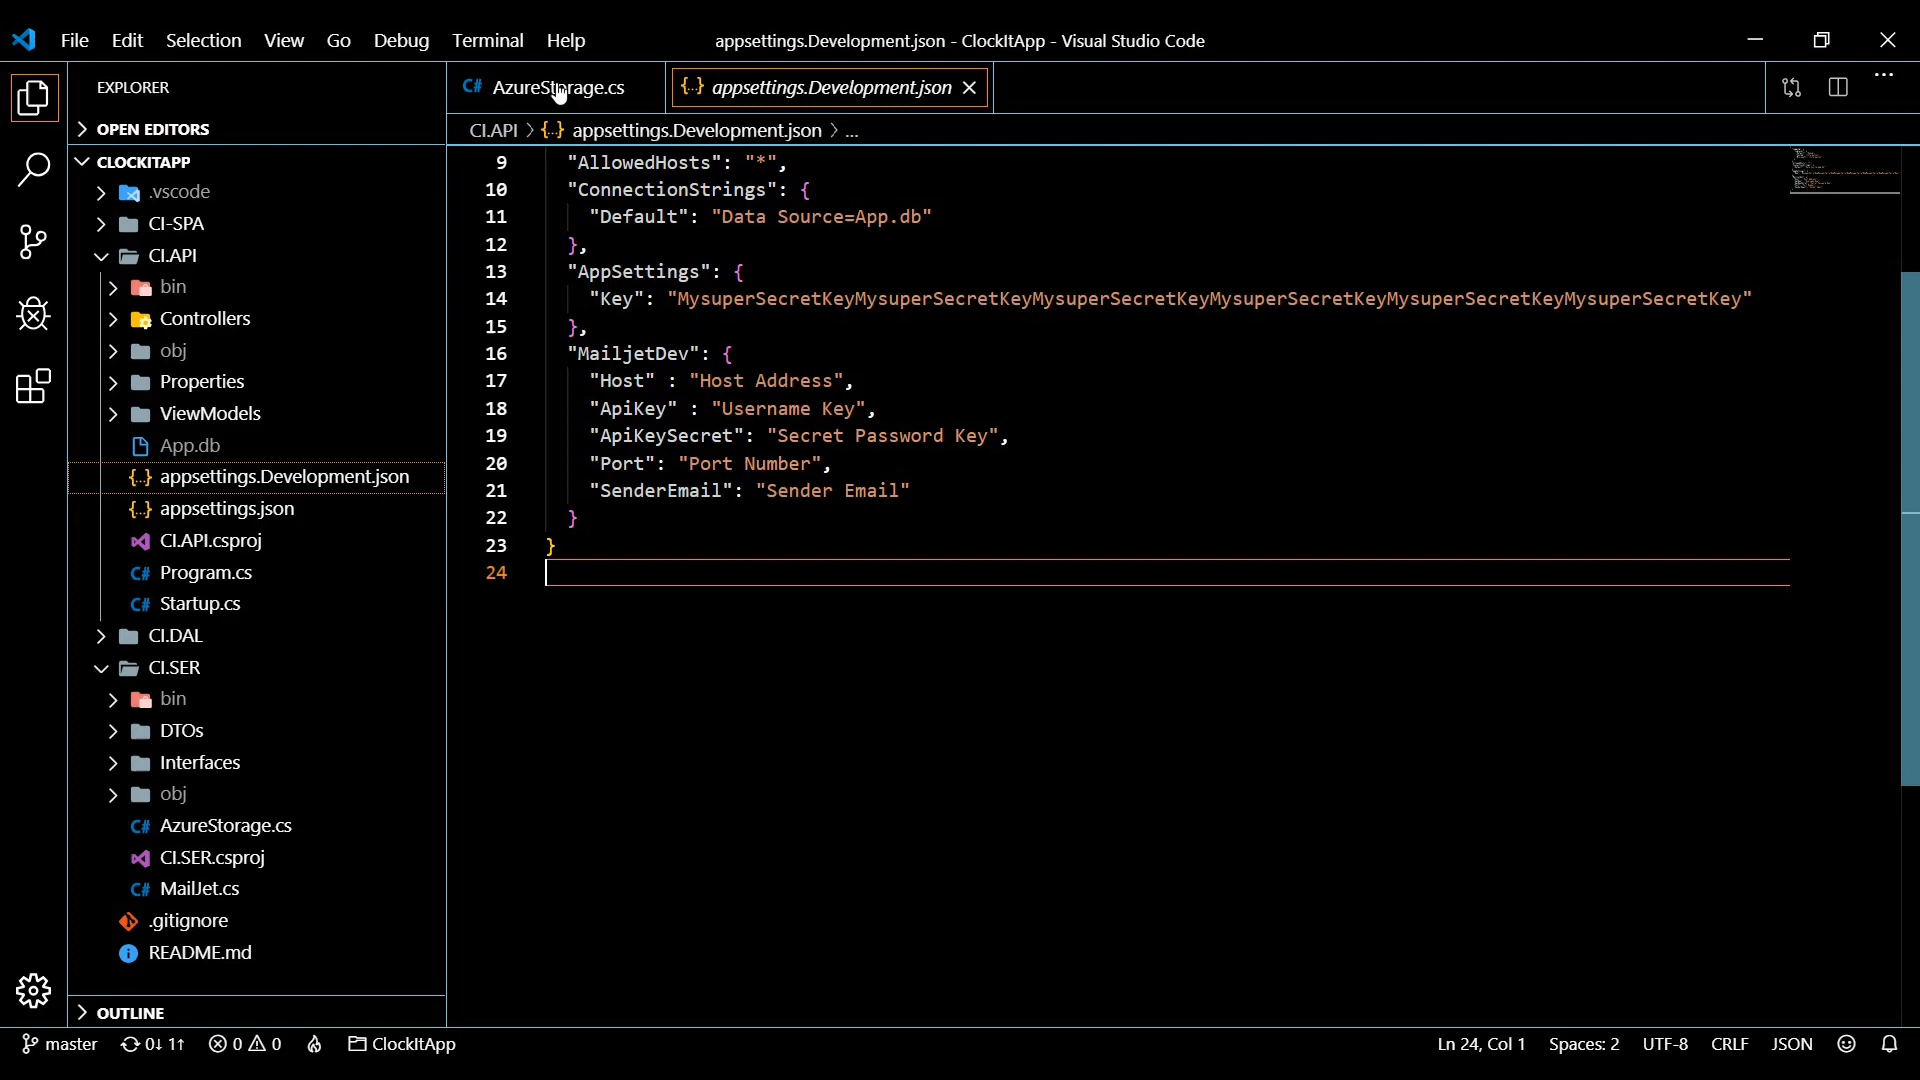 File Edit Selection View Go Debug Terminal Help
appsettings.Development.json - ClockItApp - Visual Studio Code
EXPLORER
OPEN EDITORS
CLOCKITAPP
.vscode
CI-SPA
CI.API
bin
Controllers
obj
Properties
ViewModels
App.db
{..} appsettings.Development.json
{..} appsettings.json
CI.API.csproj
C# Program.cs
C# Startup.cs
CI.DAL
CI.SER
bin
DTOs
Interfaces
obj
C# AzureStorage.cs
CI.SER.csproj
C# MailJet.cs
.gitignore
README.md
OUTLINE
C# AzureStorage.cs
{..} appsettings.Development.json
CI.API > {..} appsettings.Development.json > ...
9 "AllowedHosts": "*",
10 "ConnectionStrings": {
11 "Default": "Data Source=App.db"
12 },
13 "AppSettings": {
14 "Key": "MysuperSecretKeyMysuperSecretKeyMysuperSecretKeyMysuperSecretKeyMysuperSecretKeyMysuperSecretKey"
15 },
16 "MailjetDev": {
17 "Host" : "Host Address",
18 "ApiKey" : "Username Key",
19 "ApiKeySecret": "Secret Password Key",
20 "Port": "Port Number",
21 "SenderEmail": "Sender Email"
22 }
23 }
24
master 0↓ 1↑ 0 0 ClockItApp
Ln 24, Col 1 Spaces: 2 UTF-8 CRLF JSON